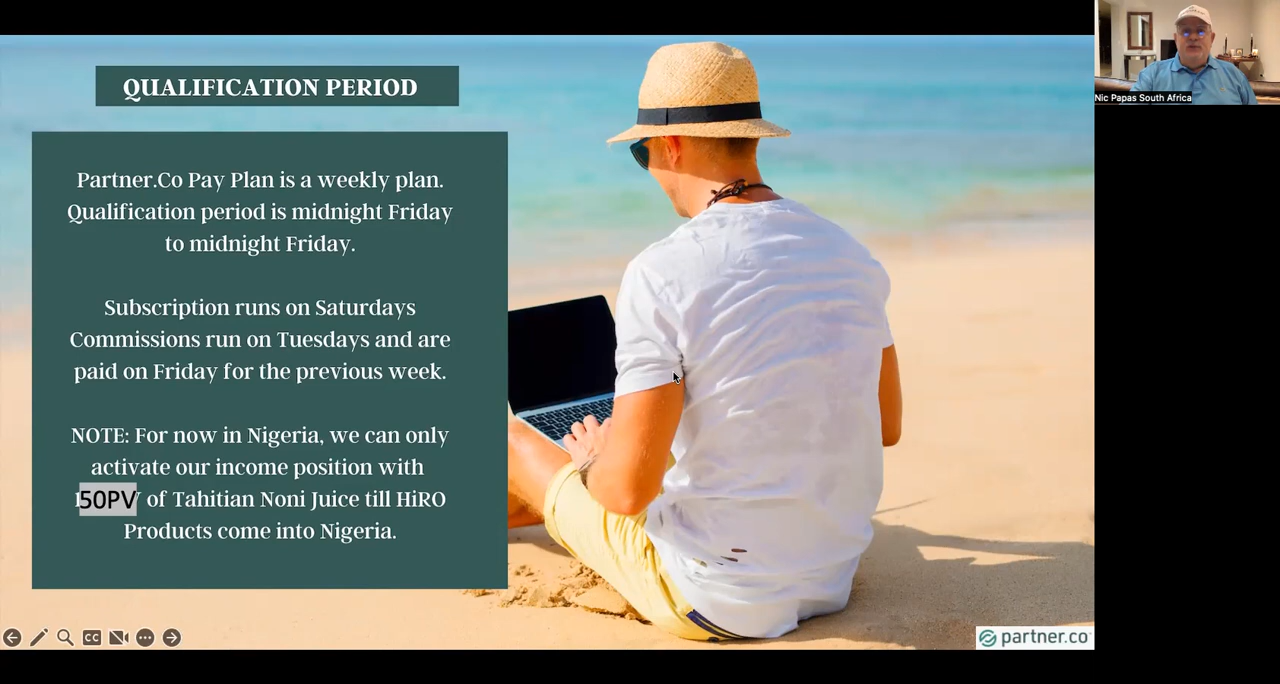 QUALIFICATION PERIOD
Partner.Co Pay Plan is a weekly plan.
Qualification period is midnight Friday
to midnight Friday.
Subscription runs on Saturdays
Commissions run on Tuesdays and are
paid on Friday for the previous week.
NOTE: For now in Nigeria, we can only
activate our income position with
50PV of Tahitian Noni Juice till HiRO
Products come into Nigeria.
Nic Papas South Africa
CC
partner.co